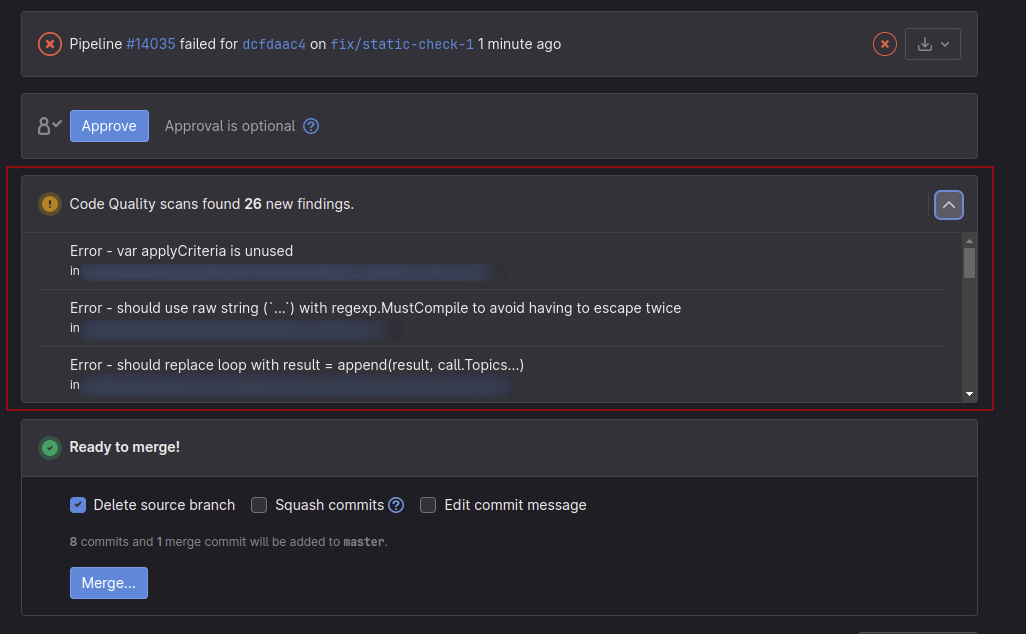 Pipeline #14035 failed for dcfdaac4 on fix/static-check-1 1 minute ago
Approve Approval is optional
Code Quality scans found 26 new findings.
Error - var applyCriteria is unused
in
Error - should use raw string (`...`) with regexp.MustCompile to avoid having to escape twice
in
Error - should replace loop with result = append(result, call.Topics...)
in
Ready to merge!
Delete source branch Squash commits Edit commit message
8 commits and 1 merge commit will be added to master.
Merge...